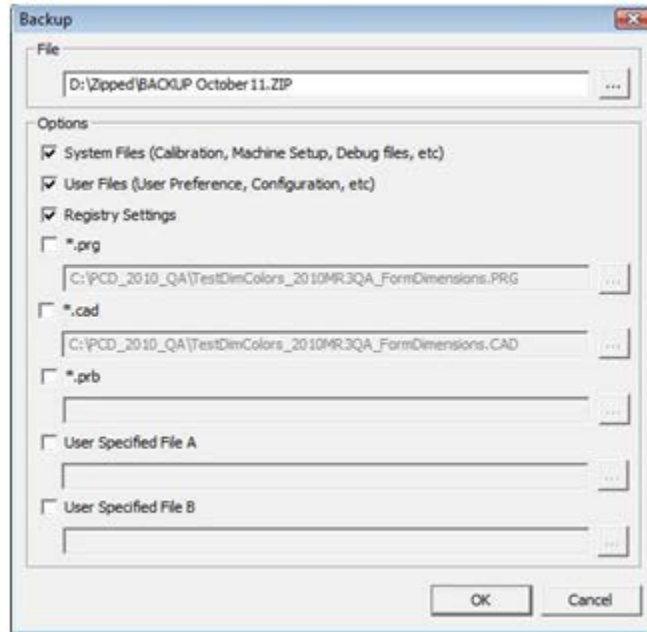 Backup
File
D:\Zipped\BACKUP October11.ZIP
...
Options
System Files (Calibration, Machine Setup, Debug files, etc)
User Files (User Preference, Configuration, etc)
Registry Settings
*.prg
C:\PCD_2010_QA\TestDimColors_2010MR3QA_FormDimensions.PRG
...
*.cad
C:\PCD_2010_QA\TestDimColors_2010MR3QA_FormDimensions.CAD
...
*.prb
...
User Specified File A
...
User Specified File B
...
OK Cancel